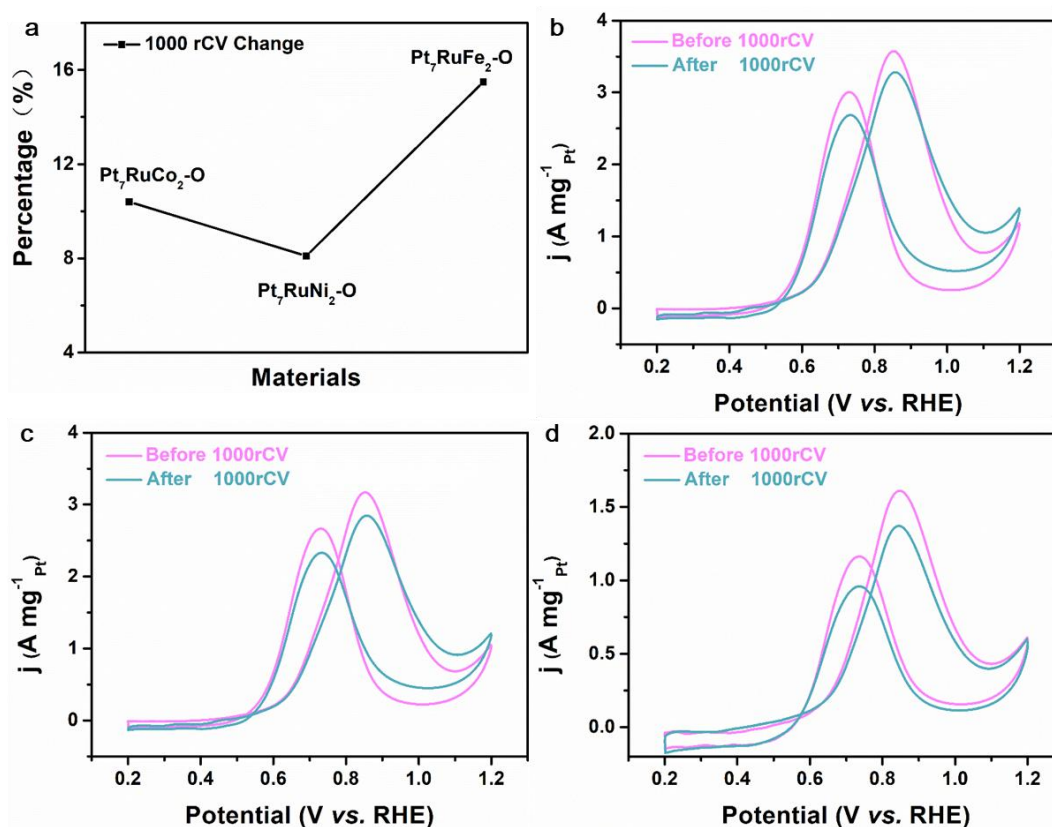 a
1000 rCV Change
Pt₇RuFe₂-O
Pt₇RuCo₂-O
Pt₇RuNi₂-O
16
12
8
4
Percentage (%)
Materials
b
Before 1000rCV
After 1000rCV
4
3
2
1
0
j (A mg⁻¹Pt)
0.2 0.4 0.6 0.8 1.0 1.2
Potential (V vs. RHE)
c
Before 1000rCV
After 1000rCV
4
3
2
1
0
j (A mg⁻¹Pt)
0.2 0.4 0.6 0.8 1.0 1.2
Potential (V vs. RHE)
d
Before 1000rCV
After 1000rCV
2.0
1.5
1.0
0.5
0.0
j (A mg⁻¹Pt)
0.2 0.4 0.6 0.8 1.0 1.2
Potential (V vs. RHE)